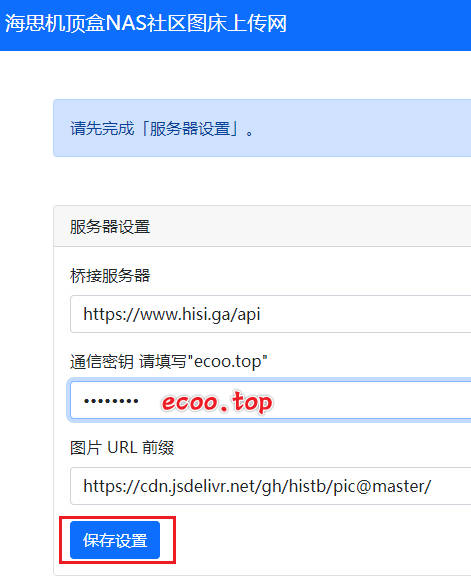 海思机顶盒NAS社区图床上传网
请先完成「服务器设置」。
服务器设置
桥接服务器
https://www.hisi.ga/api
通信密钥 请填写"ecoo.top"
•••••••• ecoo.top
图片 URL 前缀
https://cdn.jsdelivr.net/gh/histb/pic@master/
保存设置